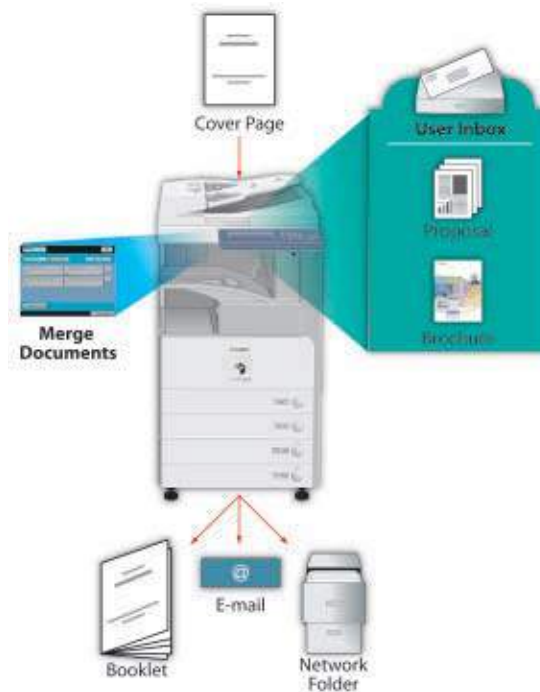 Cover Page
User Inbox
Proposal
Brochure
Merge
Documents
@
E-mail
Booklet
Network
Folder